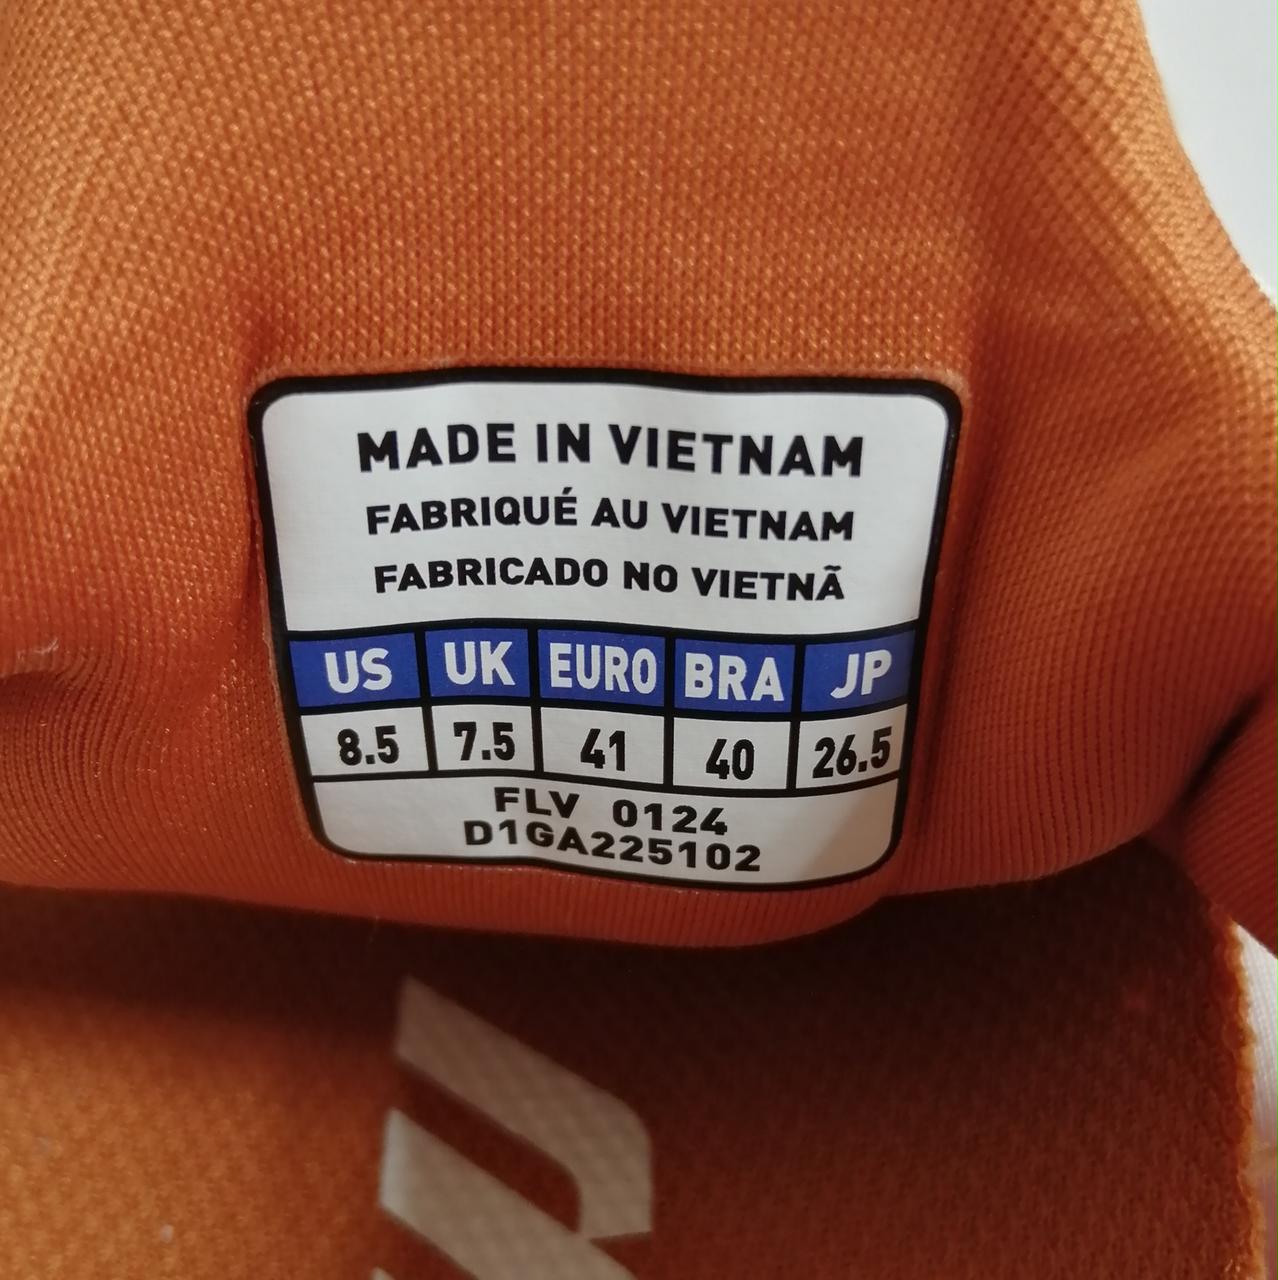 MADE IN VIETNAM
FABRIQUÉ AU VIETNAM
FABRICADO NO VIETNÃ
US UK EURO BRA JP
8.5 7.5 41 40 26.5
FLV 0124
D1GA225102